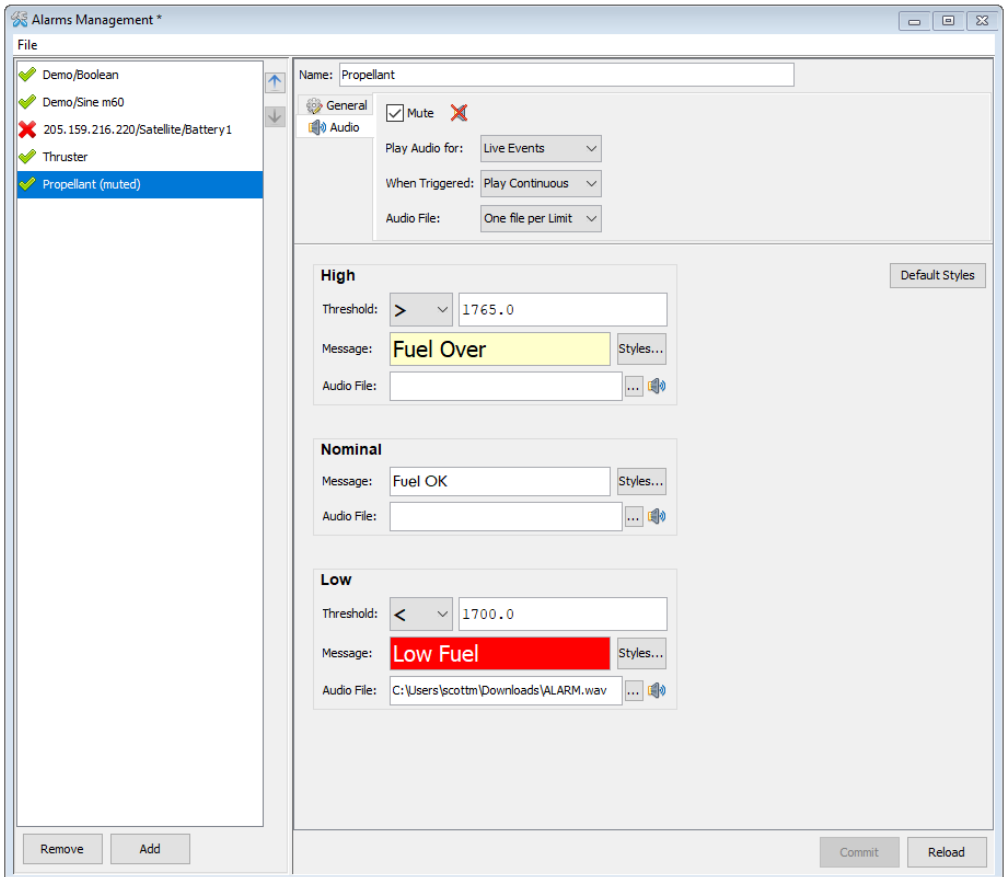 Alarms Management *
File
Demo/Boolean
Demo/Sine m60
205.159.216.220/Satellite/Battery1
Thruster
Propellant (muted)
Remove
Add
Name: Propellant
General
Audio
Mute
Play Audio for: Live Events
When Triggered: Play Continuous
Audio File: One file per Limit
Default Styles
High
Threshold: > 1765.0
Message: Fuel Over Styles...
Audio File: ...
Nominal
Message: Fuel OK Styles...
Audio File: ...
Low
Threshold: < 1700.0
Message: Low Fuel Styles...
Audio File: C:\Users\scottm\Downloads\ALARM.wav ...
Commit
Reload